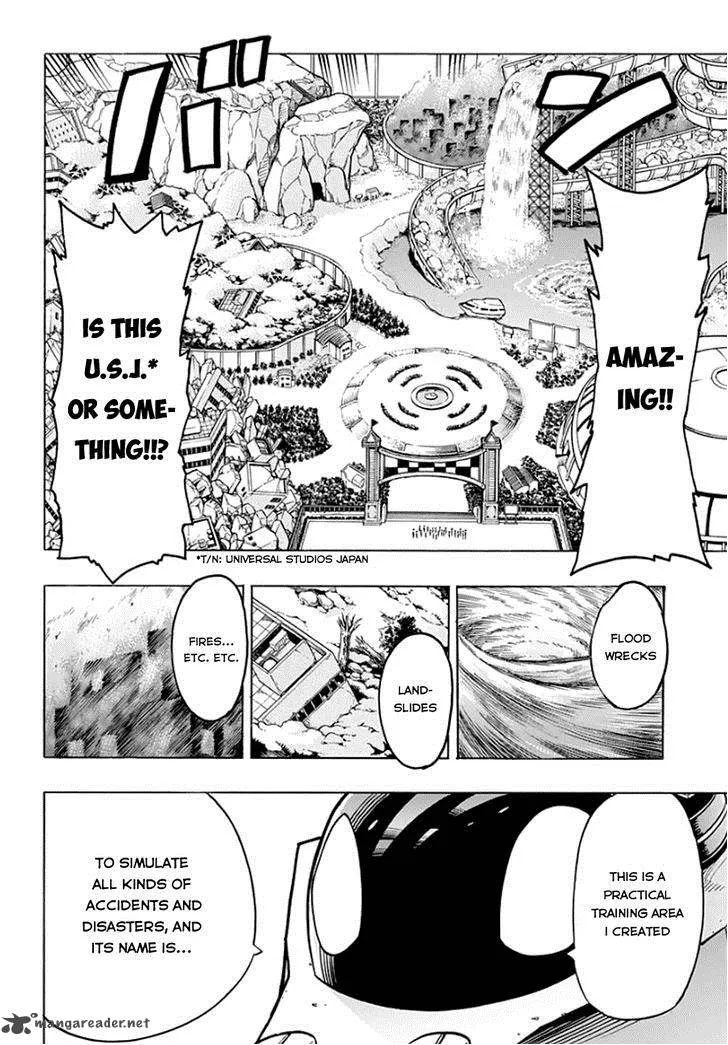 AMAZ-
ING!!
IS THIS
U.S.J.*
OR SOME-
THING!!!?
*T/N: UNIVERSAL STUDIOS JAPAN
FLOOD
WRECKS
LAND-
SLIDES
FIRES...
ETC. ETC.
THIS IS A
PRACTICAL
TRAINING AREA
I CREATED
TO SIMULATE
ALL KINDS OF
ACCIDENTS AND
DISASTERS, AND
ITS NAME IS...
mangareader.net